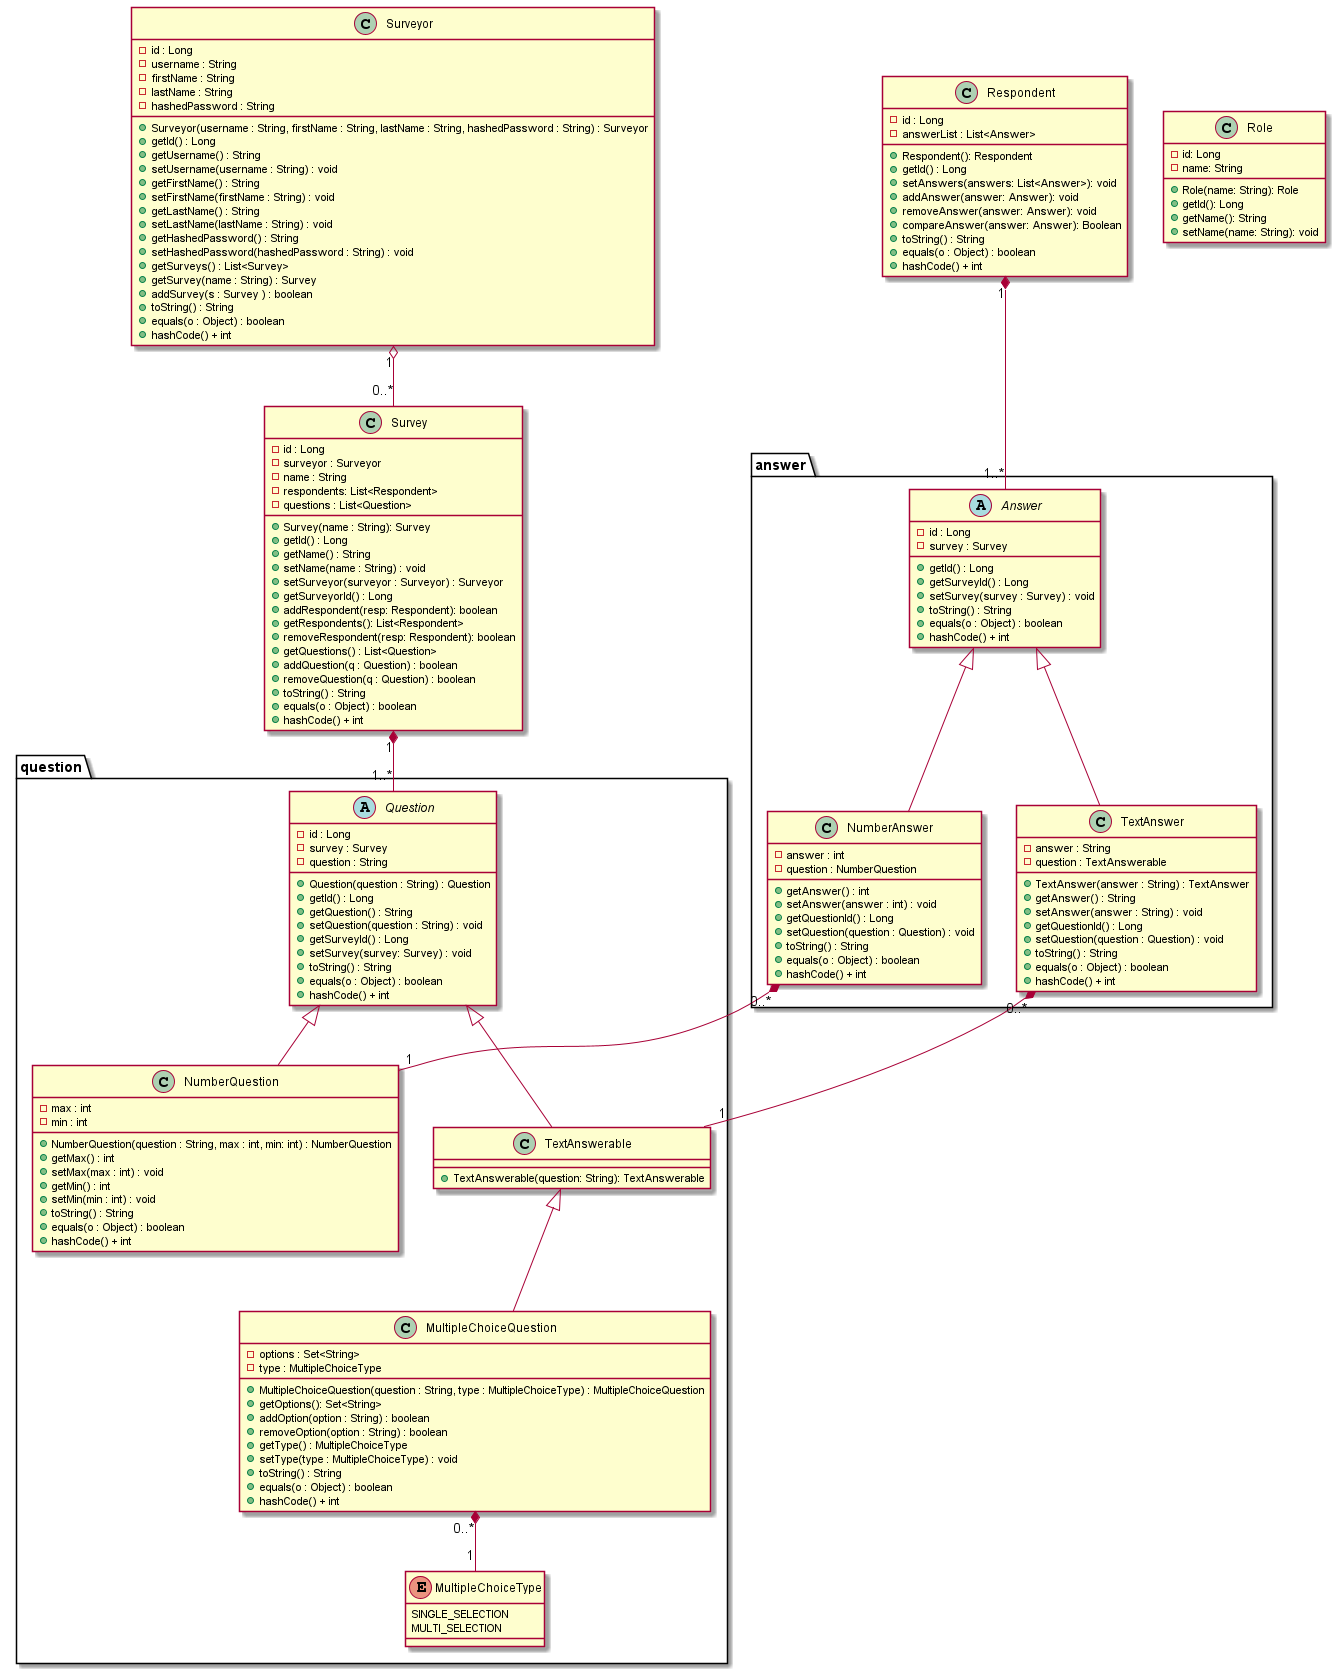 C Surveyor
id : Long
username : String
firstName : String
lastName : String
hashedPassword : String
Surveyor(username : String, firstName : String, lastName : String, hashedPassword : String) : Surveyor
getId() : Long
getUsername() : String
setUsername(username : String) : void
getFirstName() : String
setFirstName(firstName : String) : void
getLastName() : String
setLastName(lastName : String) : void
getHashedPassword() : String
setHashedPassword(hashedPassword : String) : void
getSurveys() : List<Survey>
getSurvey(name : String) : Survey
addSurvey(s : Survey ) : boolean
toString() : String
equals(o : Object) : boolean
hashCode() + int
1
0..*
C Respondent
id : Long
answerList : List<Answer>
Respondent(): Respondent
getId() : Long
setAnswers(answers: List<Answer>): void
addAnswer(answer: Answer): void
removeAnswer(answer: Answer): void
compareAnswer(answer: Answer): Boolean
toString() : String
equals(o : Object) : boolean
hashCode() + int
1
1..*
C Role
id: Long
name: String
Role(name: String): Role
getId(): Long
getName(): String
setName(name: String): void
C Survey
id : Long
surveyor : Surveyor
name : String
respondents: List<Respondent>
questions : List<Question>
Survey(name : String): Survey
getId() : Long
getName() : String
setName(name : String) : void
setSurveyor(surveyor : Surveyor) : Surveyor
getSurveyorId() : Long
addRespondent(resp: Respondent): boolean
getRespondents(): List<Respondent>
removeRespondent(resp: Respondent): boolean
getQuestions() : List<Question>
addQuestion(q : Question) : boolean
removeQuestion(q : Question) : boolean
toString() : String
equals(o : Object) : boolean
hashCode() + int
1
1..*
answer
A Answer
id : Long
survey : Survey
getId() : Long
getSurveyId() : Long
setSurvey(survey : Survey) : void
toString() : String
equals(o : Object) : boolean
hashCode() + int
C NumberAnswer
answer : int
question : NumberQuestion
getAnswer() : int
setAnswer(answer : int) : void
getQuestionId() : Long
setQuestion(question : Question) : void
toString() : String
equals(o : Object) : boolean
hashCode() + int
0..*
1
C TextAnswer
answer : String
question : TextAnswerable
TextAnswer(answer : String) : TextAnswer
getAnswer() : String
setAnswer(answer : String) : void
getQuestionId() : Long
setQuestion(question : Question) : void
toString() : String
equals(o : Object) : boolean
hashCode() + int
0..*
1
question
A Question
id : Long
survey : Survey
question : String
Question(question : String) : Question
getId() : Long
getQuestion() : String
setQuestion(question : String) : void
getSurveyId() : Long
setSurvey(survey: Survey) : void
toString() : String
equals(o : Object) : boolean
hashCode() + int
C NumberQuestion
max : int
min : int
NumberQuestion(question : String, max : int, min: int) : NumberQuestion
getMax() : int
setMax(max : int) : void
getMin() : int
setMin(min : int) : void
toString() : String
equals(o : Object) : boolean
hashCode() + int
C TextAnswerable
TextAnswerable(question: String): TextAnswerable
C MultipleChoiceQuestion
options : Set<String>
type : MultipleChoiceType
MultipleChoiceQuestion(question : String, type : MultipleChoiceType) : MultipleChoiceQuestion
getOptions(): Set<String>
addOption(option : String) : boolean
removeOption(option : String) : boolean
getType() : MultipleChoiceType
setType(type : MultipleChoiceType) : void
toString() : String
equals(o : Object) : boolean
hashCode() + int
0..*
1
E MultipleChoiceType
SINGLE_SELECTION
MULTI_SELECTION